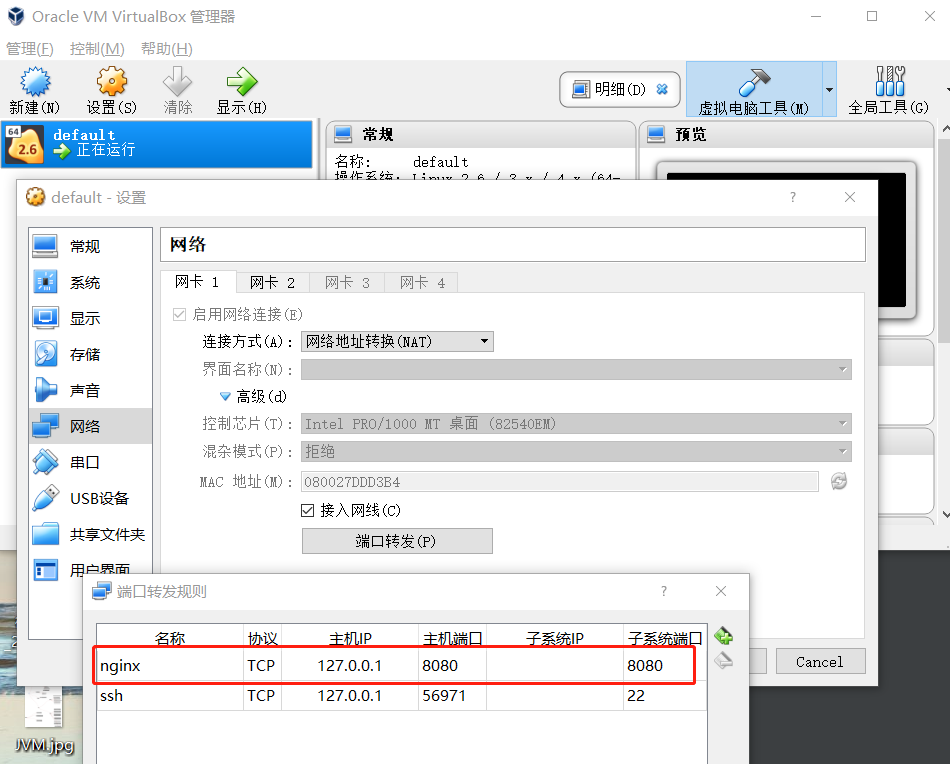 Oracle VM VirtualBox 管理器
管理(F) 控制(M) 帮助(H)
新建(N) 设置(S) 清除 显示(H) 明细(D) 虚拟电脑工具(M) 全局工具(G)
64 2.6 default
正在运行
常规
名称: default
操作系统: Linux 2.6 / 3.x / 4.x (64-
预览
default - 设置 ?
常规
系统
显示
存储
声音
网络
串口
USB设备
共享文件夹
用户界面
网络
网卡 1 网卡 2 网卡 3 网卡 4
启用网络连接(E)
连接方式(A): 网络地址转换(NAT)
界面名称(N):
高级(d)
控制芯片(T): Intel PRO/1000 MT 桌面 (82540EM)
混杂模式(P): 拒绝
MAC 地址(M): 080027DDD3B4
接入网线(C)
端口转发(P)
Cancel
端口转发规则 ?
名称 协议 主机IP 主机端口 子系统IP 子系统端口
nginx TCP 127.0.0.1 8080 8080
ssh TCP 127.0.0.1 56971 22
JVM.jpg